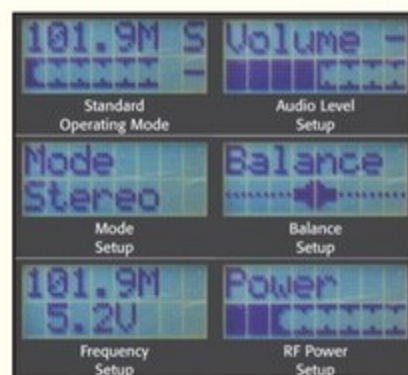 101.9M S
Standard
Operating Mode
Volume -
Audio Level
Setup
Mode
Stereo
Mode
Setup
Balance
Balance
Setup
101.9M
5.2V
Frequency
Setup
Power
RF Power
Setup